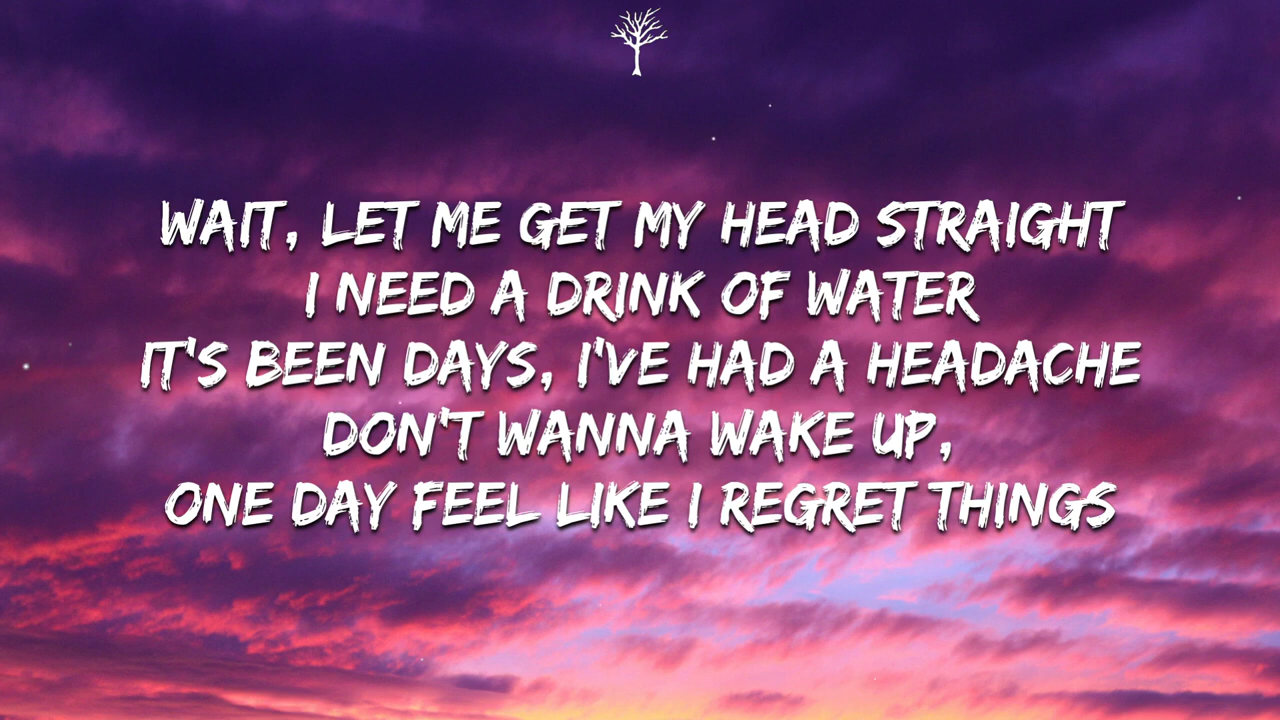 WAIT, LET ME GET MY HEAD STRAIGHT
I NEED A DRINK OF WATER
IT'S BEEN DAYS, I'VE HAD A HEADACHE
DON'T WANNA WAKE UP,
ONE DAY FEEL LIKE I REGRET THINGS